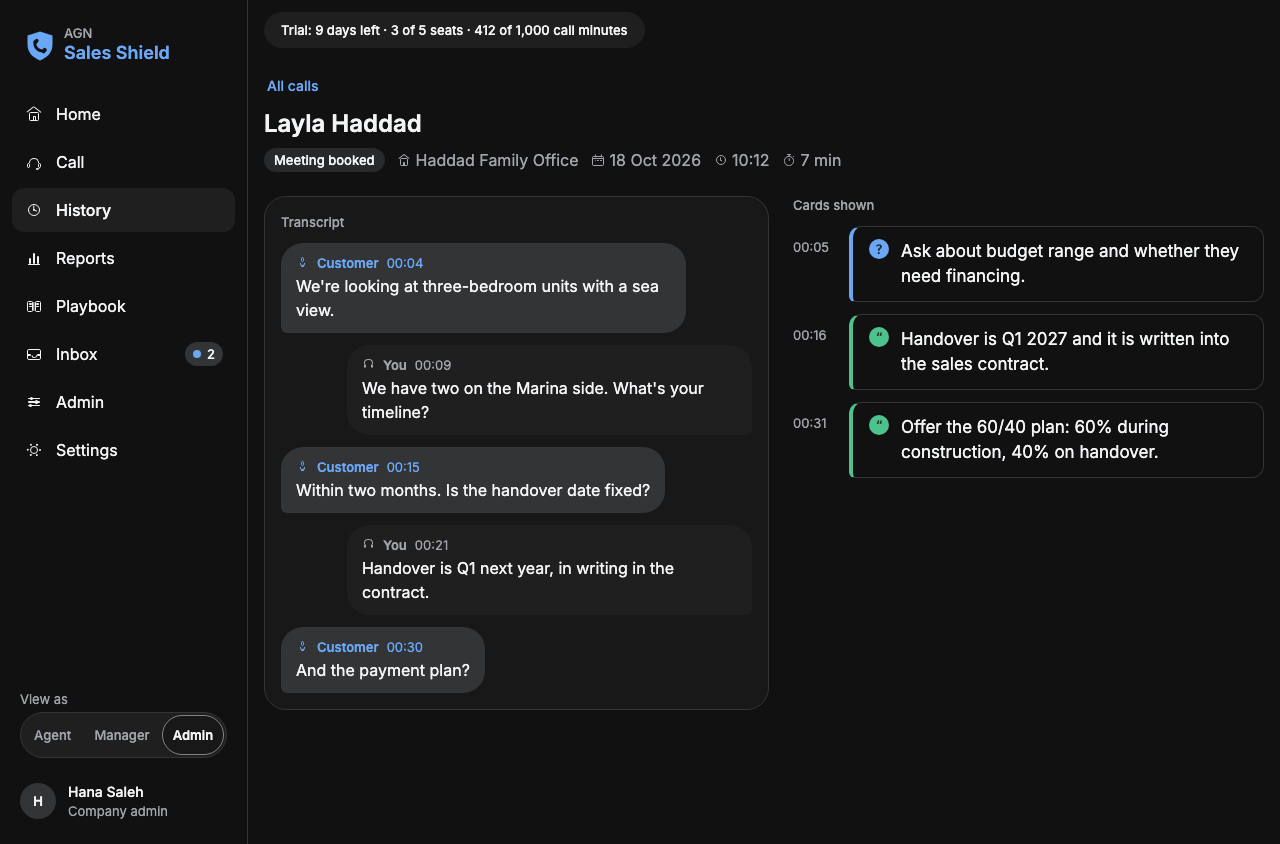 AGN
Sales Shield
Home
Call
History
Reports
Playbook
Inbox
2
Admin
Settings
View as
Agent
Manager
Admin
H
Hana Saleh
Company admin
Trial: 9 days left · 3 of 5 seats · 412 of 1,000 call minutes
All calls
Layla Haddad
Meeting booked
Haddad Family Office
18 Oct 2026
10:12
7 min
Transcript
Customer 00:04
We're looking at three-bedroom units with a sea
view.
You 00:09
We have two on the Marina side. What's your
timeline?
Customer 00:15
Within two months. Is the handover date fixed?
You 00:21
Handover is Q1 next year, in writing in the
contract.
Customer 00:30
And the payment plan?
Cards shown
00:05
?
Ask about budget range and whether they
need financing.
00:16
“
Handover is Q1 2027 and it is written into
the sales contract.
00:31
“
Offer the 60/40 plan: 60% during
construction, 40% on handover.